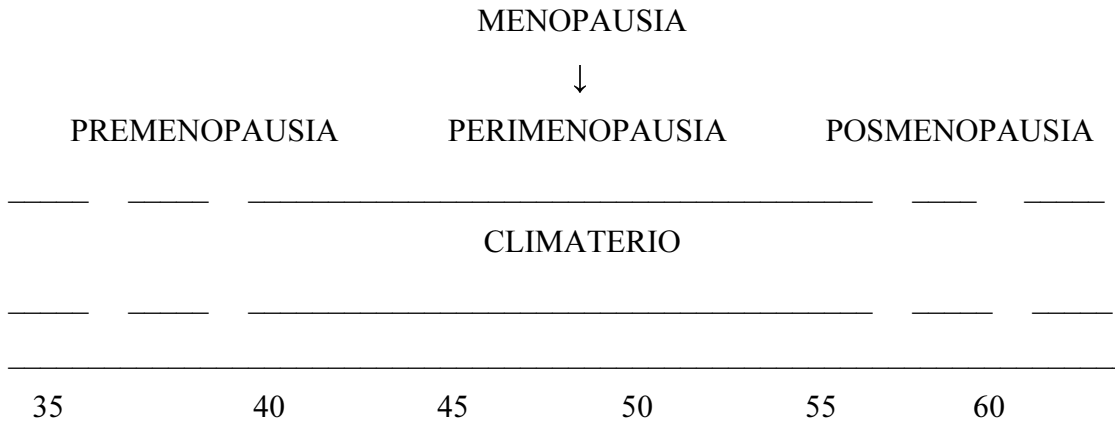 MENOPAUSIA
↓
PREMENOPAUSIA PERIMENOPAUSIA POSMENOPAUSIA
CLIMATERIO
35 40 45 50 55 60